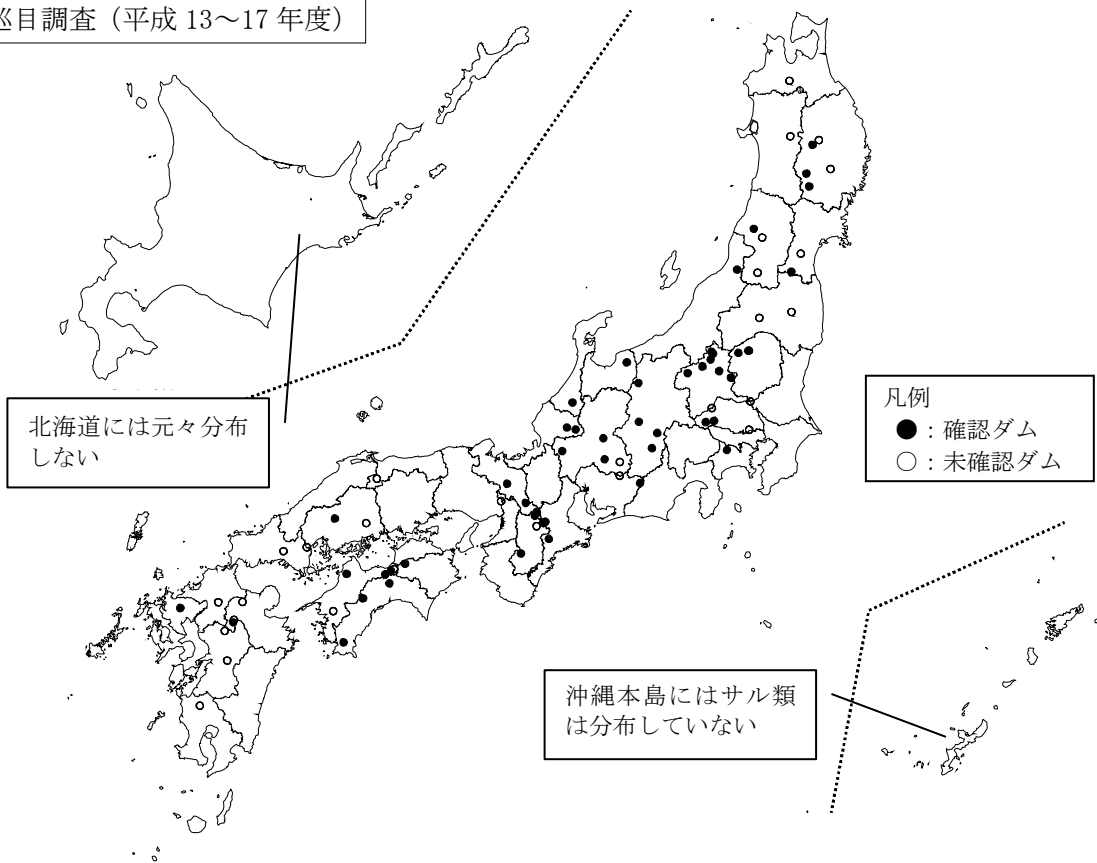 巡目調査（平成 13～17 年度）
北海道には元々分布
しない
凡例
●：確認ダム
○：未確認ダム
沖縄本島にはサル類
は分布していない